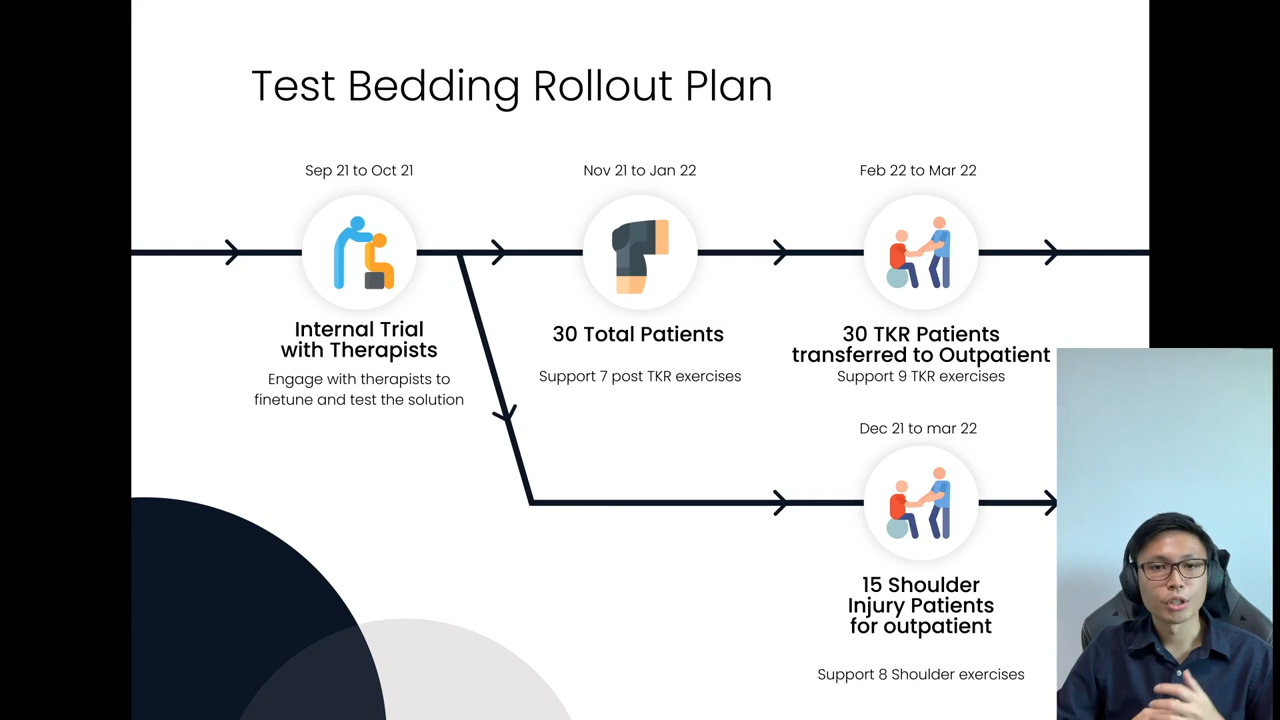 Test Bedding Rollout Plan
Sep 21 to Oct 21
Internal Trial
with Therapists
Engage with therapists to
finetune and test the solution
Nov 21 to Jan 22
30 Total Patients
Support 7 post TKR exercises
Feb 22 to Mar 22
30 TKR Patients
transferred to Outpatient
Support 9 TKR exercises
Dec 21 to mar 22
15 Shoulder
Injury Patients
for outpatient
Support 8 Shoulder exercises